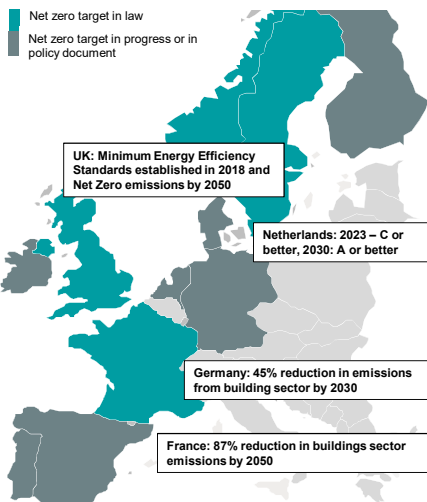 Net zero target in law
Net zero target in progress or in
policy document
UK: Minimum Energy Efficiency
Standards established in 2018 and
Net Zero emissions by 2050
Netherlands: 2023 – C or
better, 2030: A or better
Germany: 45% reduction in emissions
from building sector by 2030
France: 87% reduction in buildings sector
emissions by 2050